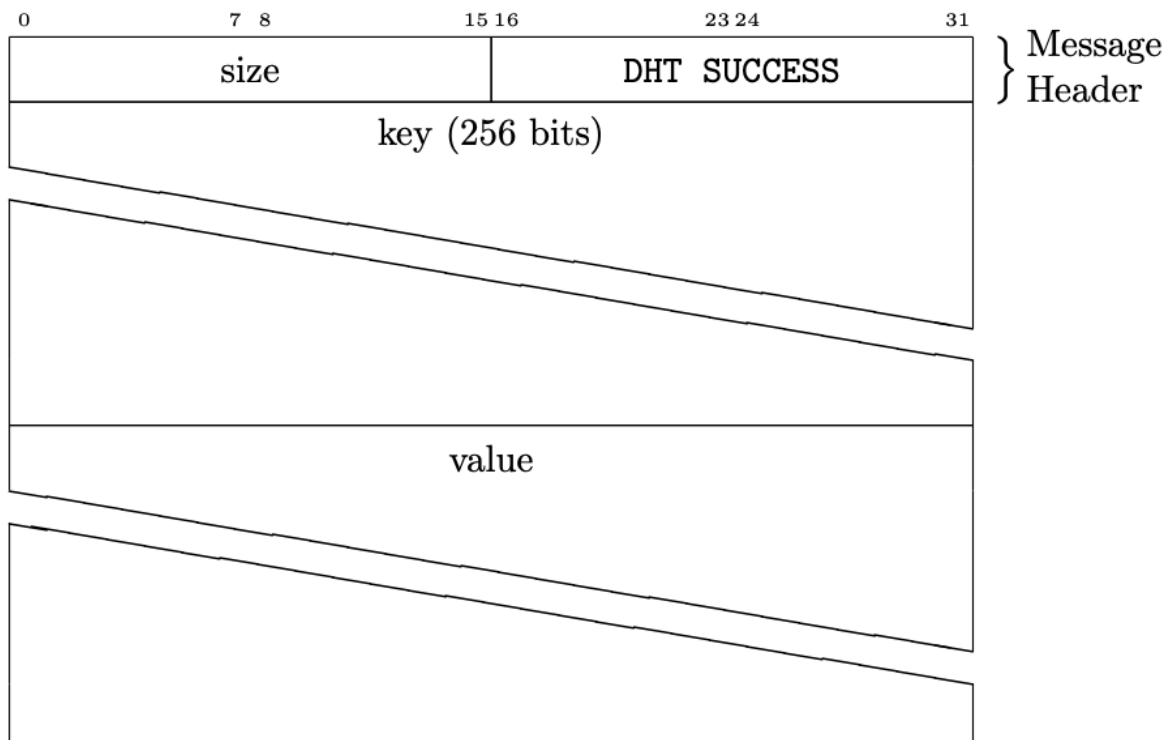 0 7 8 15 16 23 24 31
size DHT SUCCESS
Message
Header
key (256 bits)
value